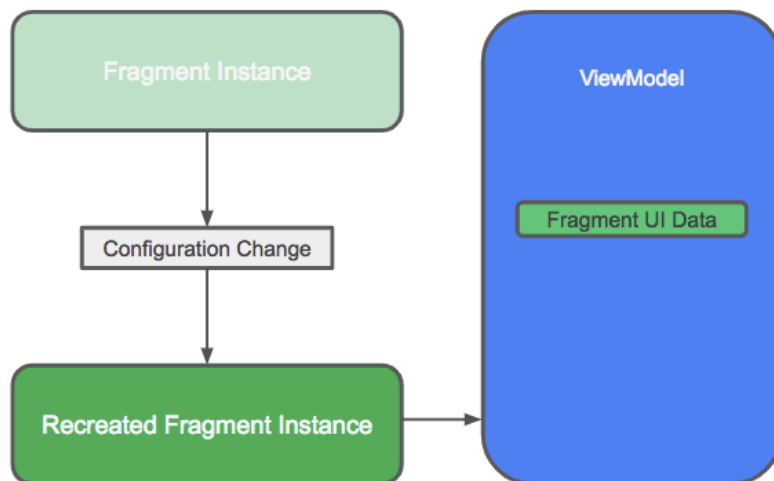 Fragment Instance
ViewModel
Fragment UI Data
Configuration Change
Recreated Fragment Instance